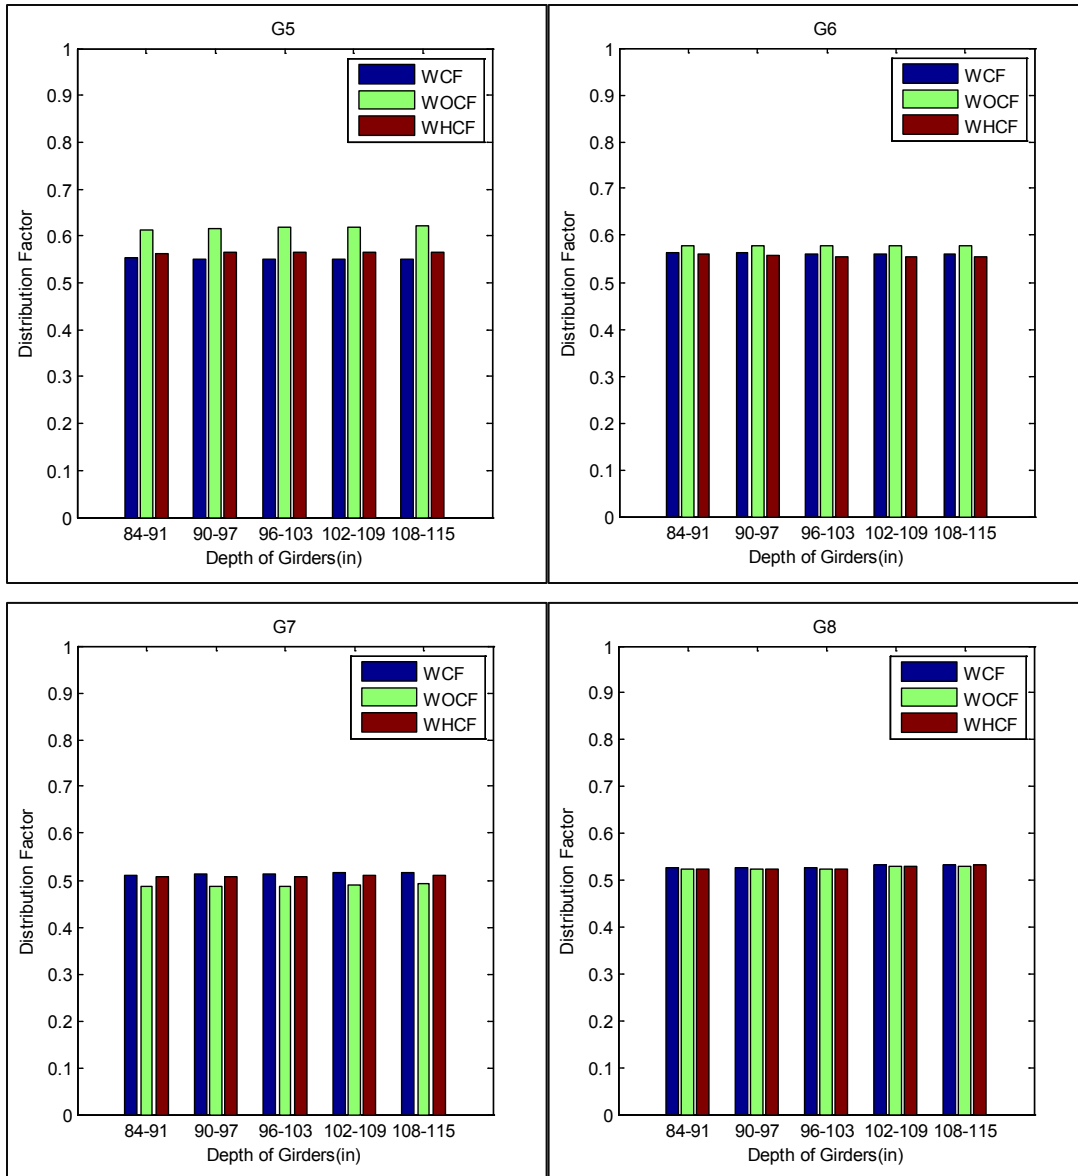 G5
1
0.9
0.8
0.7
0.6
0.5
0.4
0.3
0.2
0.1
0
Distribution Factor
WCF
WOCF
WHCF
84-91 90-97 96-103 102-109 108-115
Depth of Girders(in)
G6
1
0.9
0.8
0.7
0.6
0.5
0.4
0.3
0.2
0.1
0
Distribution Factor
WCF
WOCF
WHCF
84-91 90-97 96-103 102-109 108-115
Depth of Girders(in)
G7
1
0.9
0.8
0.7
0.6
0.5
0.4
0.3
0.2
0.1
0
Distribution Factor
WCF
WOCF
WHCF
84-91 90-97 96-103 102-109 108-115
Depth of Girders(in)
G8
1
0.9
0.8
0.7
0.6
0.5
0.4
0.3
0.2
0.1
0
Distribution Factor
WCF
WOCF
WHCF
84-91 90-97 96-103 102-109 108-115
Depth of Girders(in)